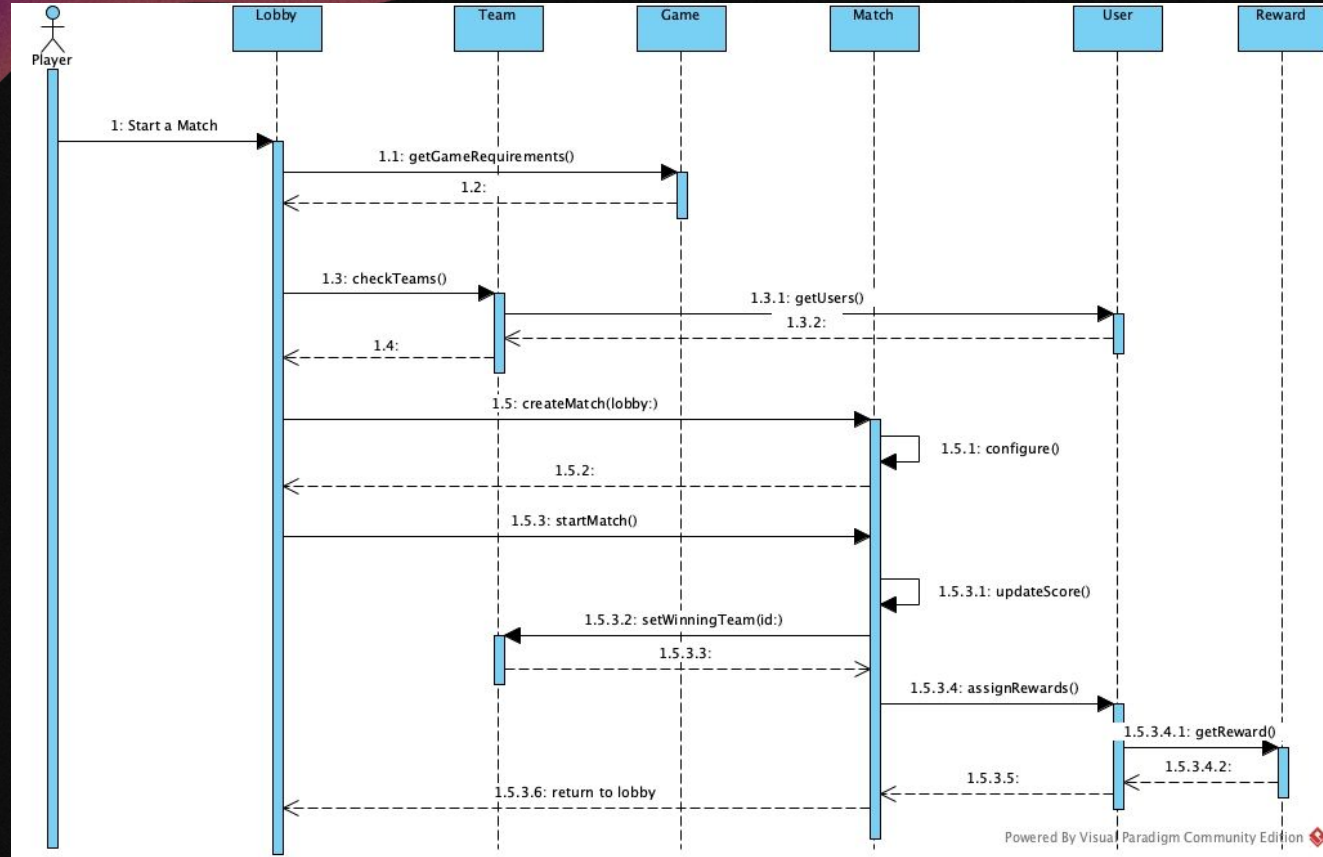 Lobby
Team
Game
Match
User
Reward
Player
1: Start a Match
1.1: getGameRequirements()
1.2:
1.3: checkTeams()
1.3.1: getUsers()
1.3.2:
1.4:
1.5: createMatch(lobby:)
1.5.1: configure()
1.5.2:
1.5.3: startMatch()
1.5.3.1: updateScore()
1.5.3.2: setWinningTeam(id:)
1.5.3.3:
1.5.3.4: assignRewards()
1.5.3.4.1: getReward()
1.5.3.4.2:
1.5.3.5:
1.5.3.6: return to lobby
Powered By Visual Paradigm Community Edition